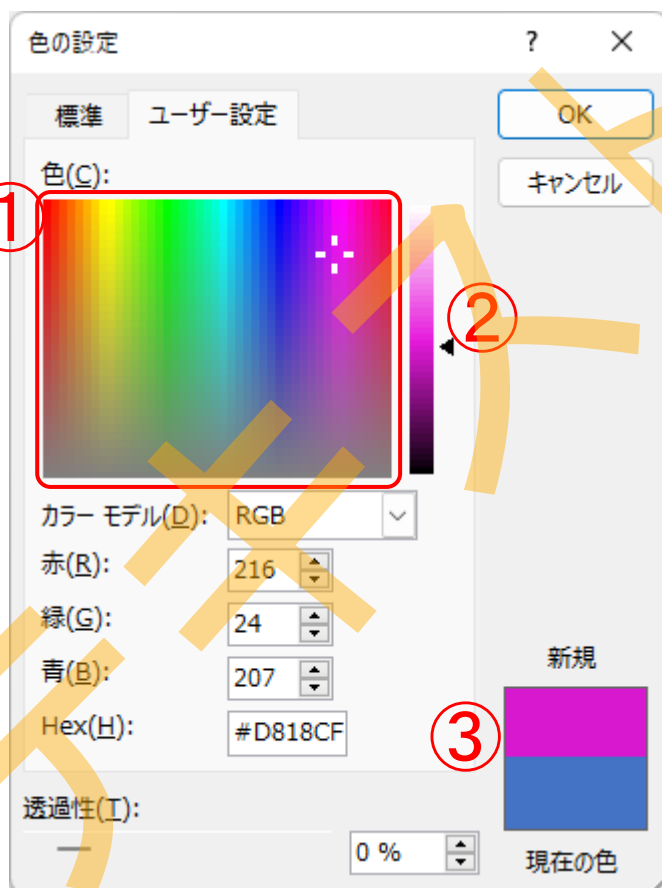 色の設定 ? ×
標準 ユーザー設定 OK
色(C): キャンセル
①
②
カラー モデル(D): RGB
赤(R): 216
緑(G): 24
青(B): 207
Hex(H): #D818CF
新規
③
透過性(T):
0 %
現在の色